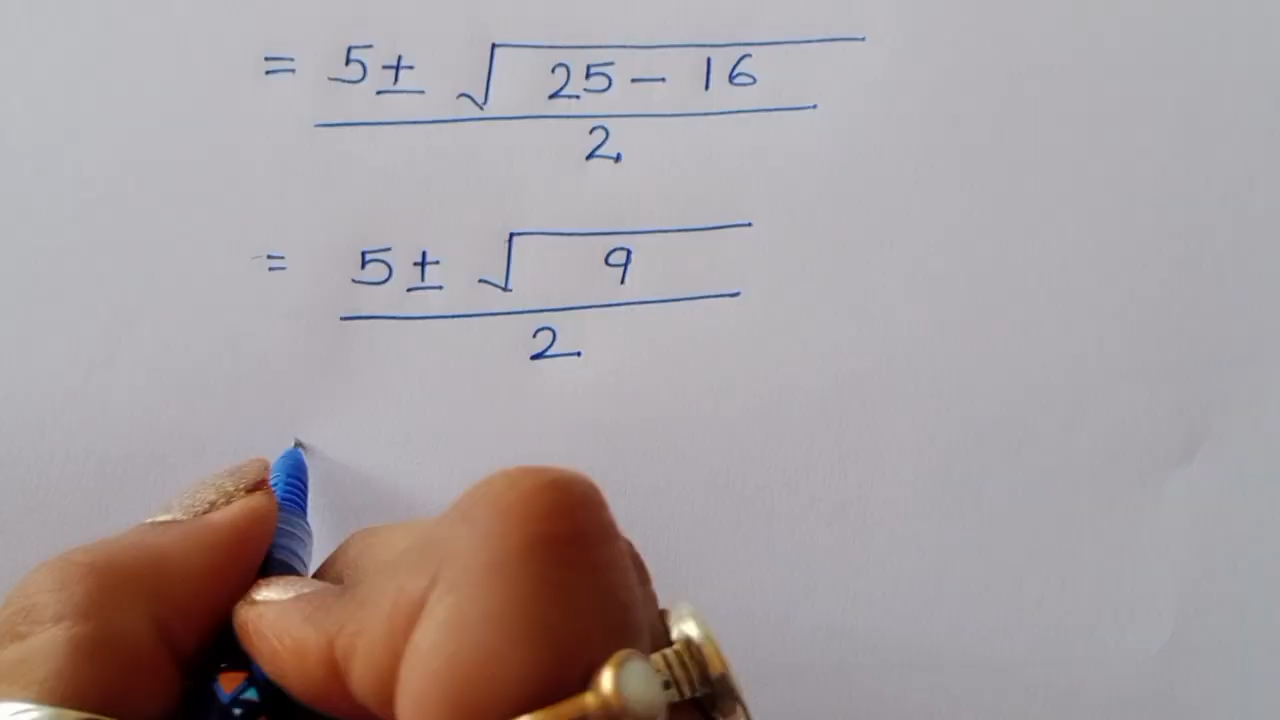 = 5 ± √25 - 16
2
= 5 ± √9
2